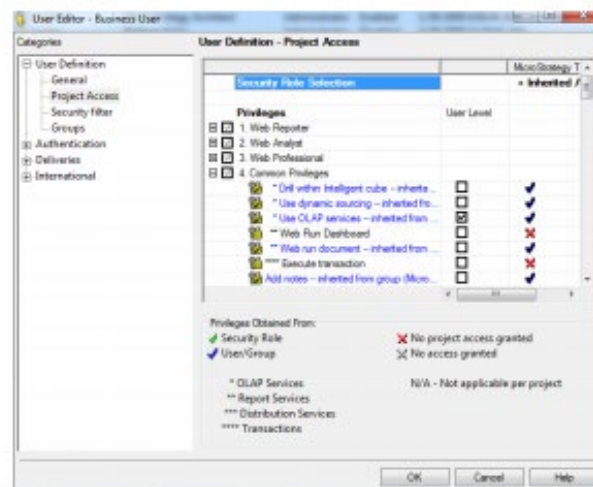 User Editor - Business User
Categories
User Definition
General
Project Access
Security filter
Groups
Authentication
Deliveries
International
User Definition - Project Access
MicroStrategy T
Security Role Selection
Inherited
Privileges
User Level
1. Web Reporter
2. Web Analyst
3. Web Professional
4. Common Privileges
* Drill within Intelligent cube -- inherite...
* Use dynamic sourcing -- inherited fro...
* Use OLAP services -- inherited from ...
** Web Run Dashboard
** Web run document -- inherited from ...
**** Execute transaction
Add notes -- inherited from group (Micro...
Privileges Obtained From:
Security Role
No project access granted
User/Group
No access granted
* OLAP Services
N/A - Not applicable per project
** Report Services
*** Distribution Services
**** Transactions
OK
Cancel
Help